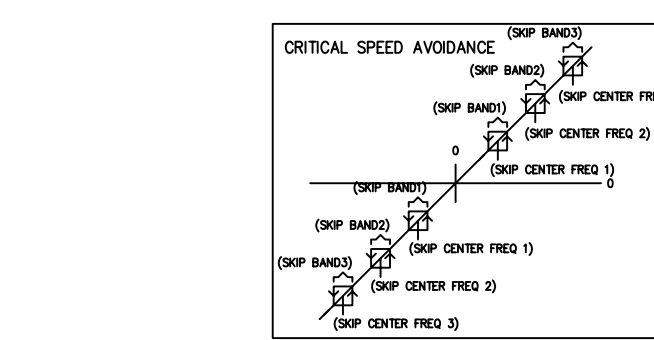 (SKIP BAND3)
CRITICAL SPEED AVOIDANCE
(SKIP BAND2)
(SKIP CENTER
(SKIP BAND1)
(SKIP CENTER FREQ 2)
0
(SKIP CENTER FREQ 1)
0
(SKIP BAND1)
(SKIP BAND2)
(SKIP CENTER FREQ 1)
(SKIP BAND3)
(SKIP CENTER FREQ 2)
(SKIP CENTER FREQ 3)